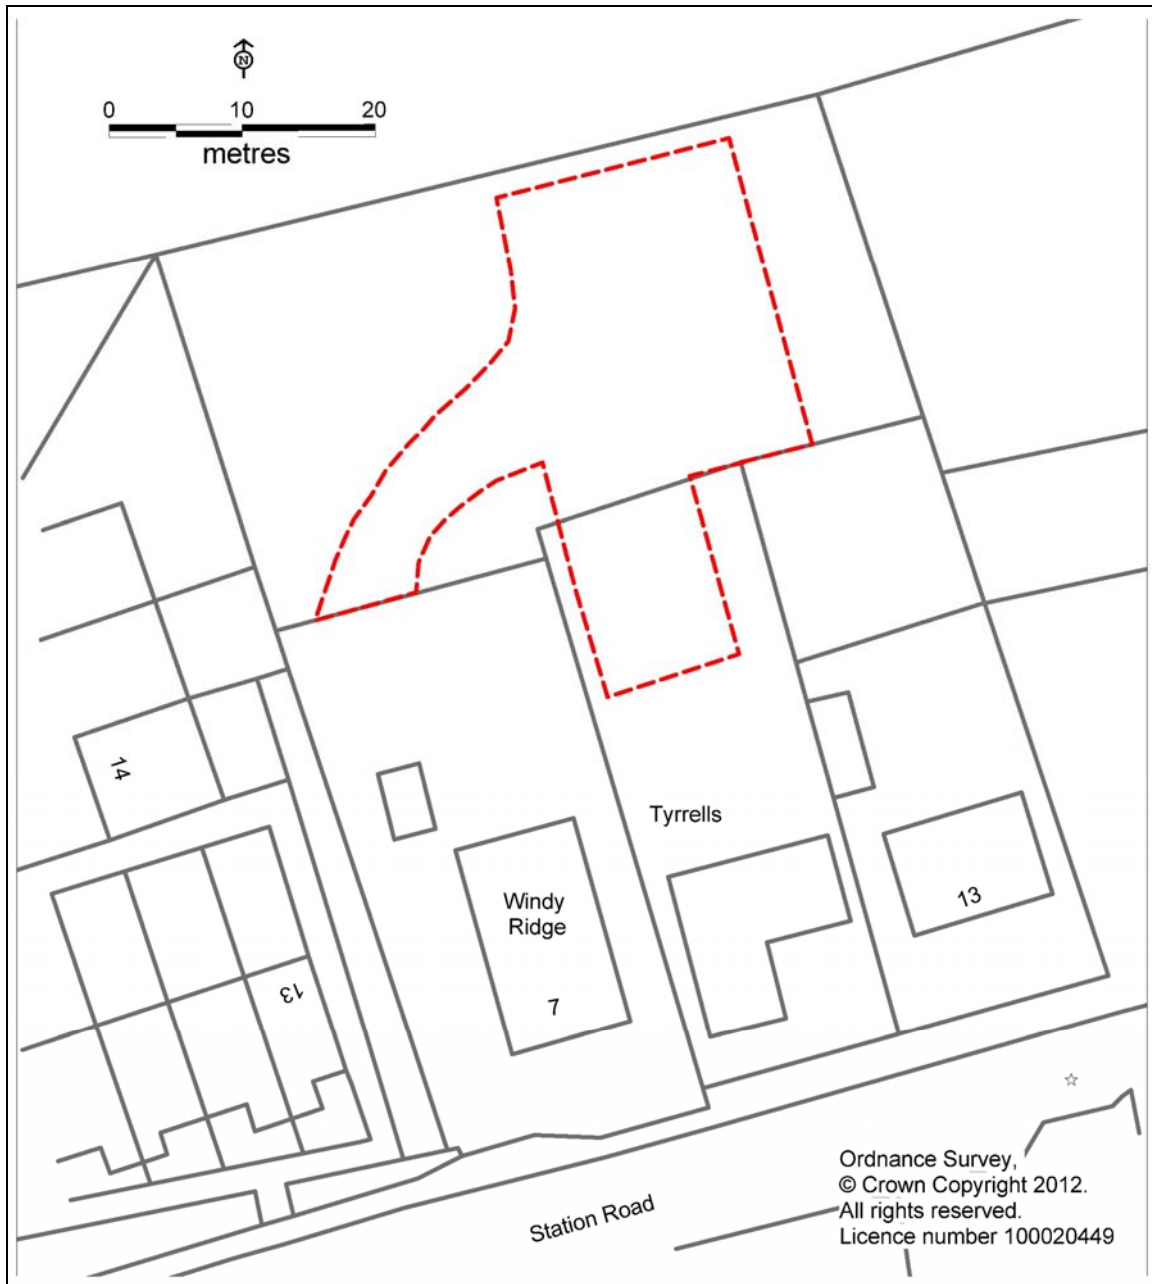 N
0 10 20
metres
14
Tyrrells
Windy
Ridge
13
7
13
Station Road
Ordnance Survey,
© Crown Copyright 2012.
All rights reserved.
Licence number 100020449